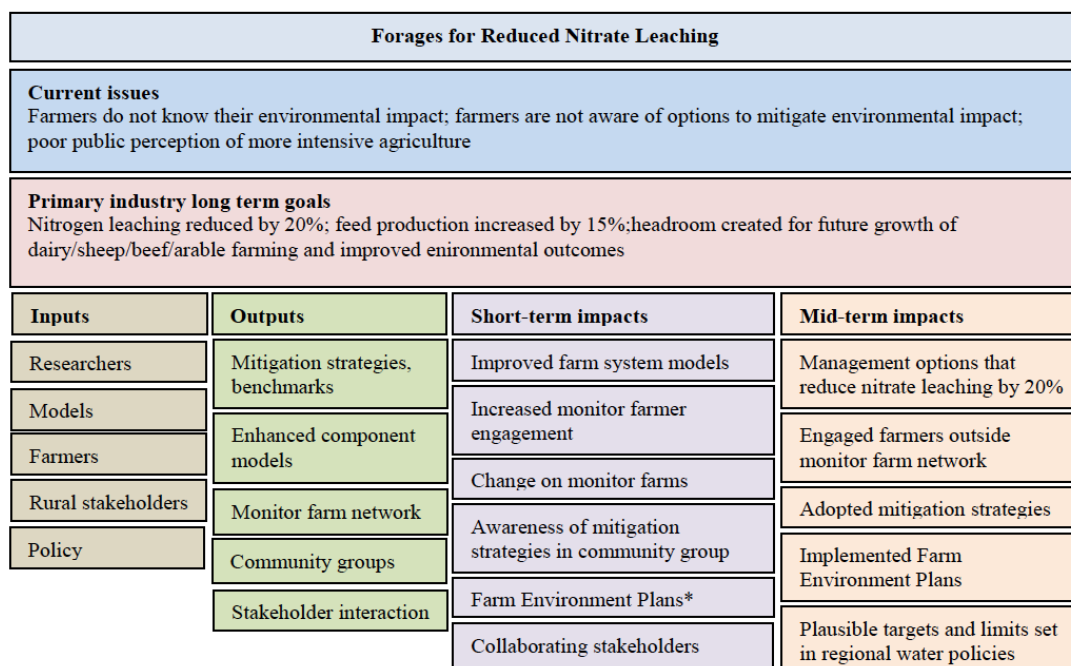 Forages for Reduced Nitrate Leaching
Current issues
Farmers do not know their environmental impact; farmers are not aware of options to mitigate environmental impact;
poor public perception of more intensive agriculture
Primary industry long term goals
Nitrogen leaching reduced by 20%; feed production increased by 15%;headroom created for future growth of
dairy/sheep/beef/arable farming and improved enironmental outcomes
Inputs
Researchers
Models
Farmers
Rural stakeholders
Policy
Outputs
Mitigation strategies,
benchmarks
Enhanced component
models
Monitor farm network
Community groups
Stakeholder interaction
Short-term impacts
Improved farm system models
Increased monitor farmer
engagement
Change on monitor farms
Awareness of mitigation
strategies in community group
Farm Environment Plans*
Collaborating stakeholders
Mid-term impacts
Management options that
reduce nitrate leaching by 20%
Engaged farmers outside
monitor farm network
Adopted mitigation strategies
Implemented Farm
Environment Plans
Plausible targets and limits set
in regional water policies